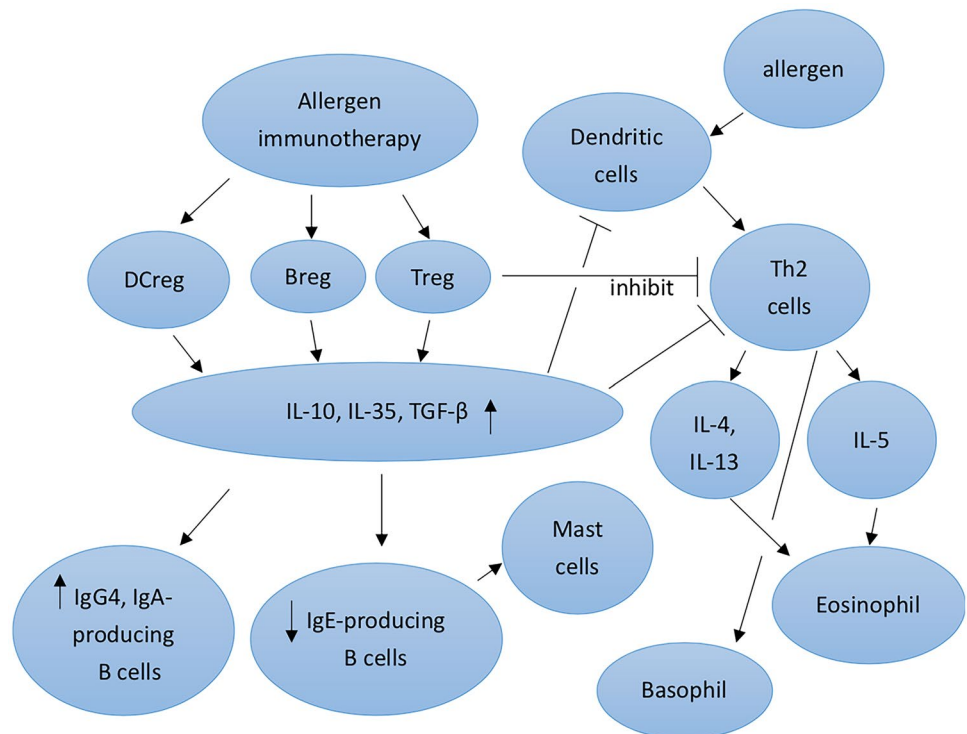 allergen
Allergen
immunotherapy
Dendritic
cells
DCreg
Breg
Treg
inhibit
Th2
cells
IL-10, IL-35, TGF-β
IL-4,
IL-13
IL-5
Mast
cells
IgG4, IgA-
producing
B cells
IgE-producing
B cells
Eosinophil
Basophil